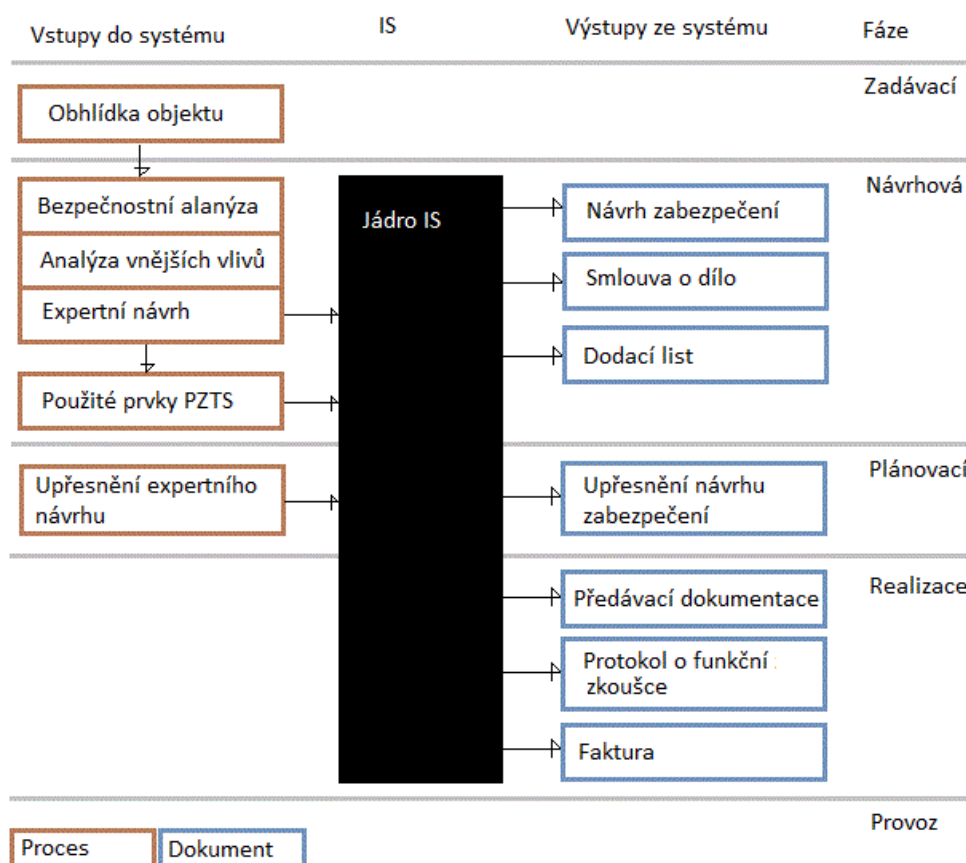 Vstupy do systému
IS
Výstupy ze systému
Fáze
Zadávací
Obhlídka objektu
Návrhová
Bezpečnostní alanýza
Analýza vnějších vlivů
Expertní návrh
Použité prvky PZTS
Jádro IS
Návrh zabezpečení
Smlouva o dílo
Dodací list
Plánovací
Upřesnění expertního
návrhu
Upřesnění návrhu
zabezpečení
Realizace
Předávací dokumentace
Protokol o funkční
zkoušce
Faktura
Provoz
Proces
Dokument